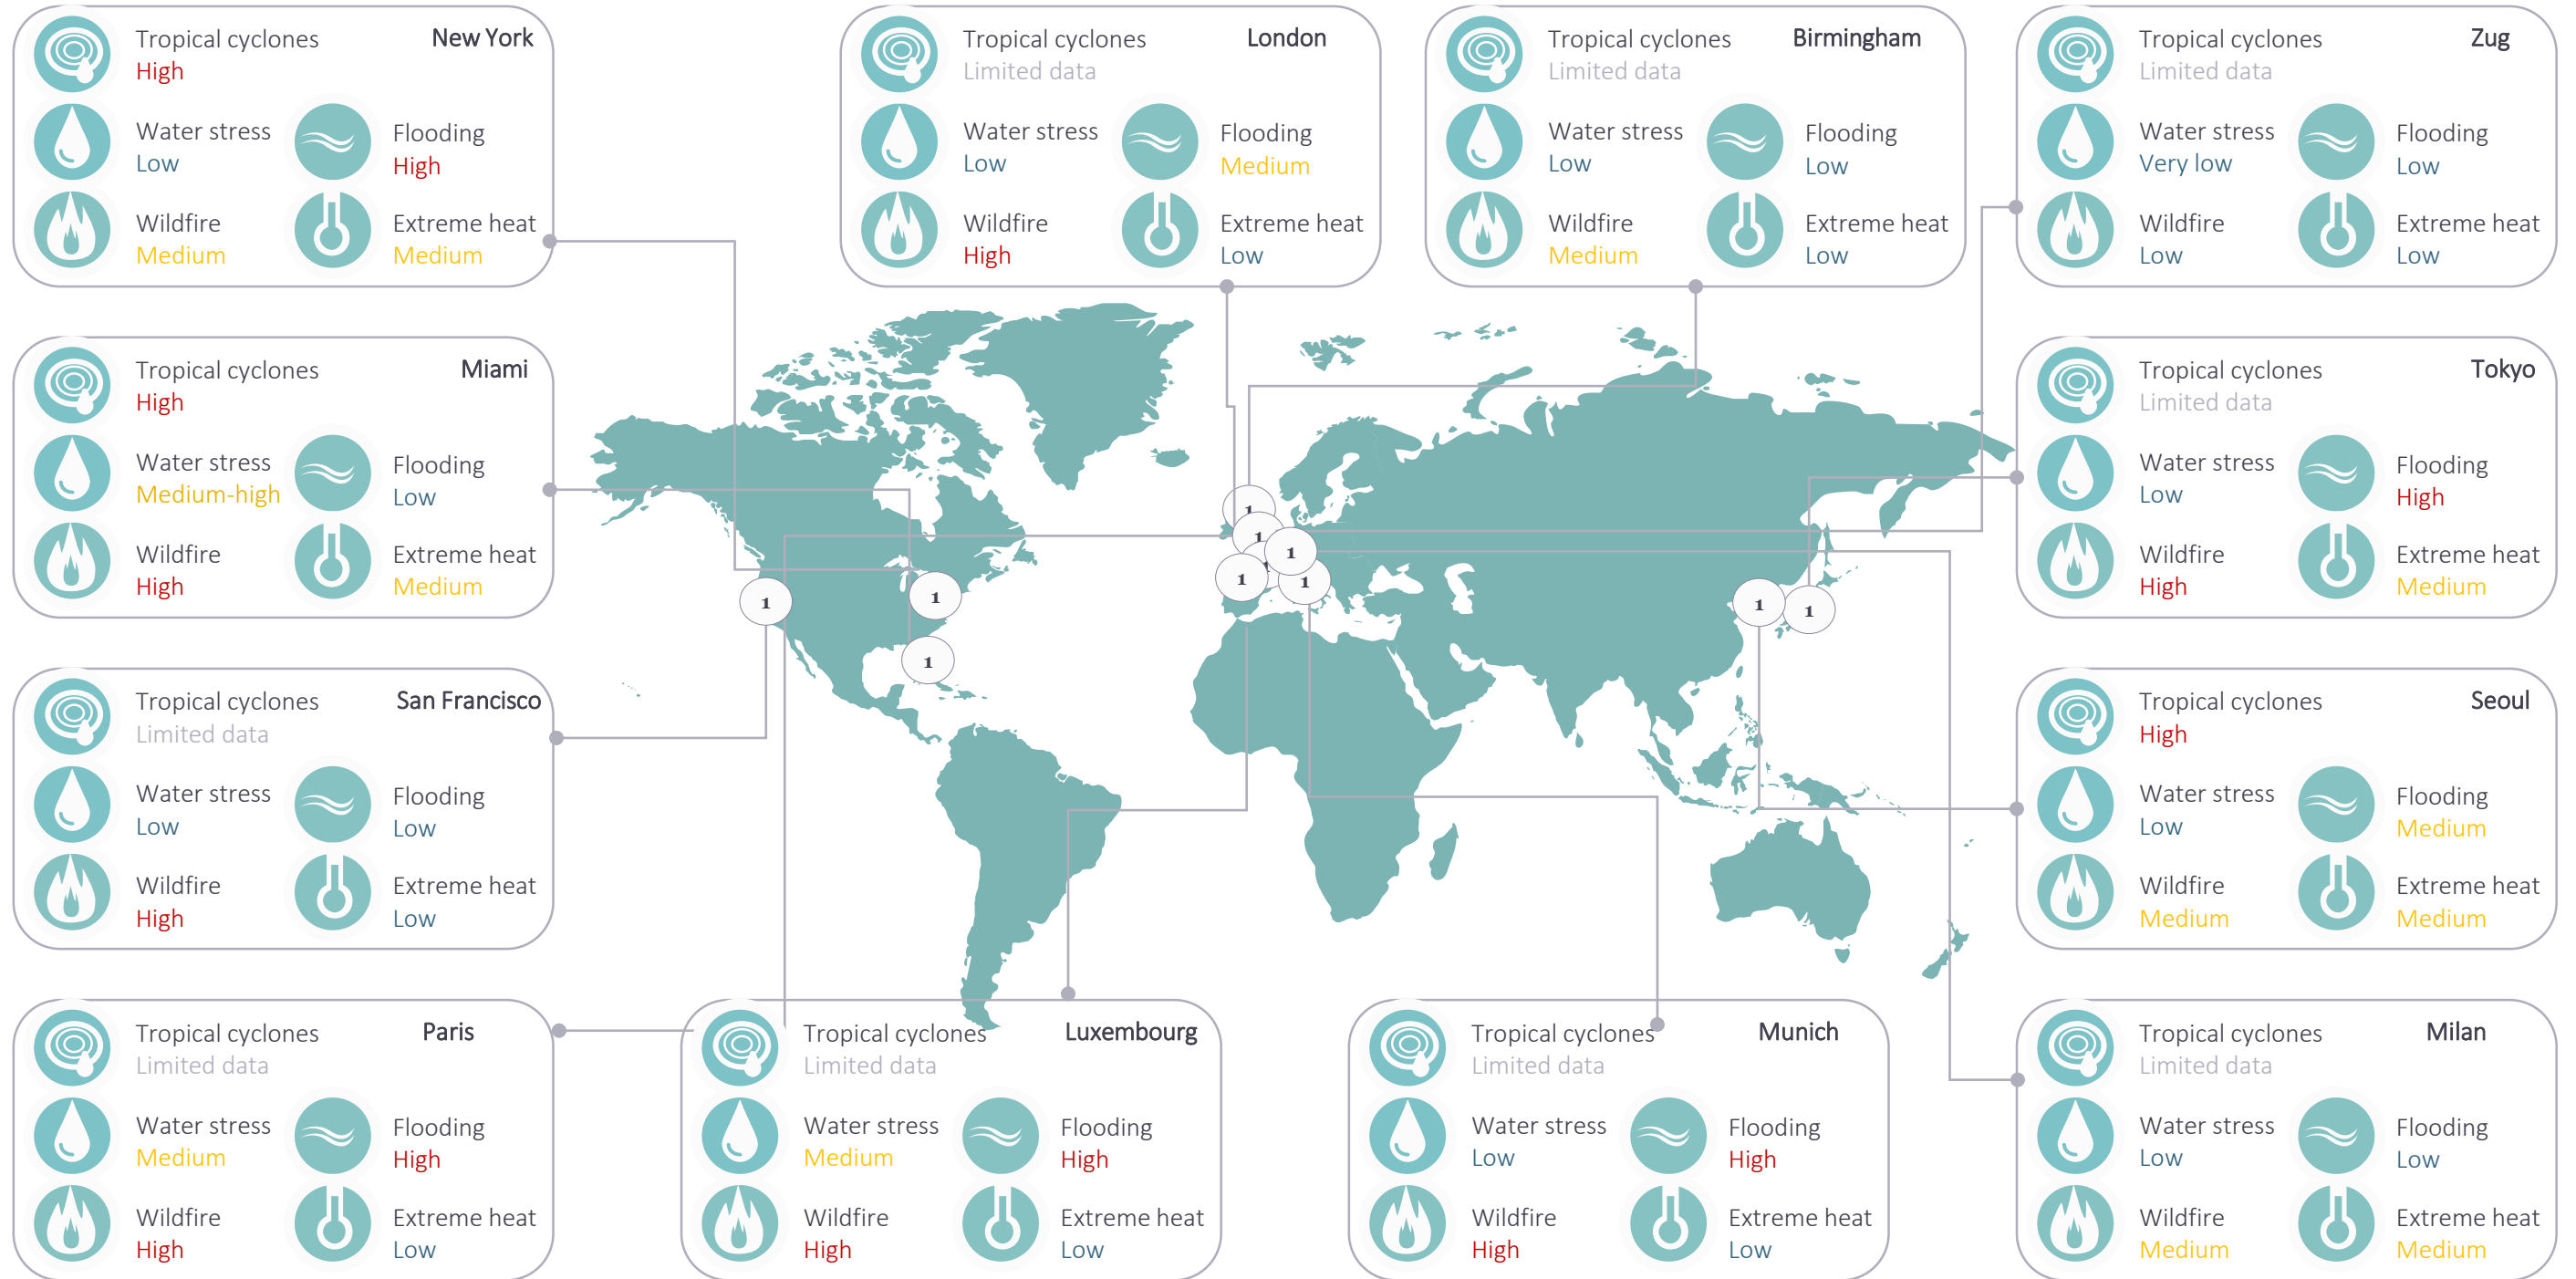 Tropical cyclones
High
New York
Water stress
Low
Flooding
High
Wildfire
Medium
Extreme heat
Medium
Tropical cyclones
Limited data
London
Water stress
Low
Flooding
Medium
Wildfire
High
Extreme heat
Low
Tropical cyclones
Limited data
Birmingham
Water stress
Low
Flooding
Low
Wildfire
Medium
Extreme heat
Low
Tropical cyclones
Limited data
Zug
Water stress
Very low
Flooding
Low
Wildfire
Low
Extreme heat
Low
Tropical cyclones
High
Miami
Water stress
Medium-high
Flooding
Low
Wildfire
High
Extreme heat
Medium
Tropical cyclones
Limited data
Tokyo
Water stress
Low
Flooding
High
Wildfire
High
Extreme heat
Medium
1
1
1
1
1
1
1
1
1
1
1
Tropical cyclones
Limited data
San Francisco
Water stress
Low
Flooding
Low
Wildfire
High
Extreme heat
Low
Tropical cyclones
High
Seoul
Water stress
Low
Flooding
Medium
Wildfire
Medium
Extreme heat
Medium
Tropical cyclones
Limited data
Paris
Water stress
Medium
Flooding
High
Wildfire
High
Extreme heat
Low
Tropical cyclones
Limited data
Luxembourg
Water stress
Medium
Flooding
High
Wildfire
High
Extreme heat
Low
Tropical cyclones
Limited data
Munich
Water stress
Low
Flooding
High
Wildfire
High
Extreme heat
Low
Tropical cyclones
Limited data
Milan
Water stress
Low
Flooding
Low
Wildfire
Medium
Extreme heat
Medium